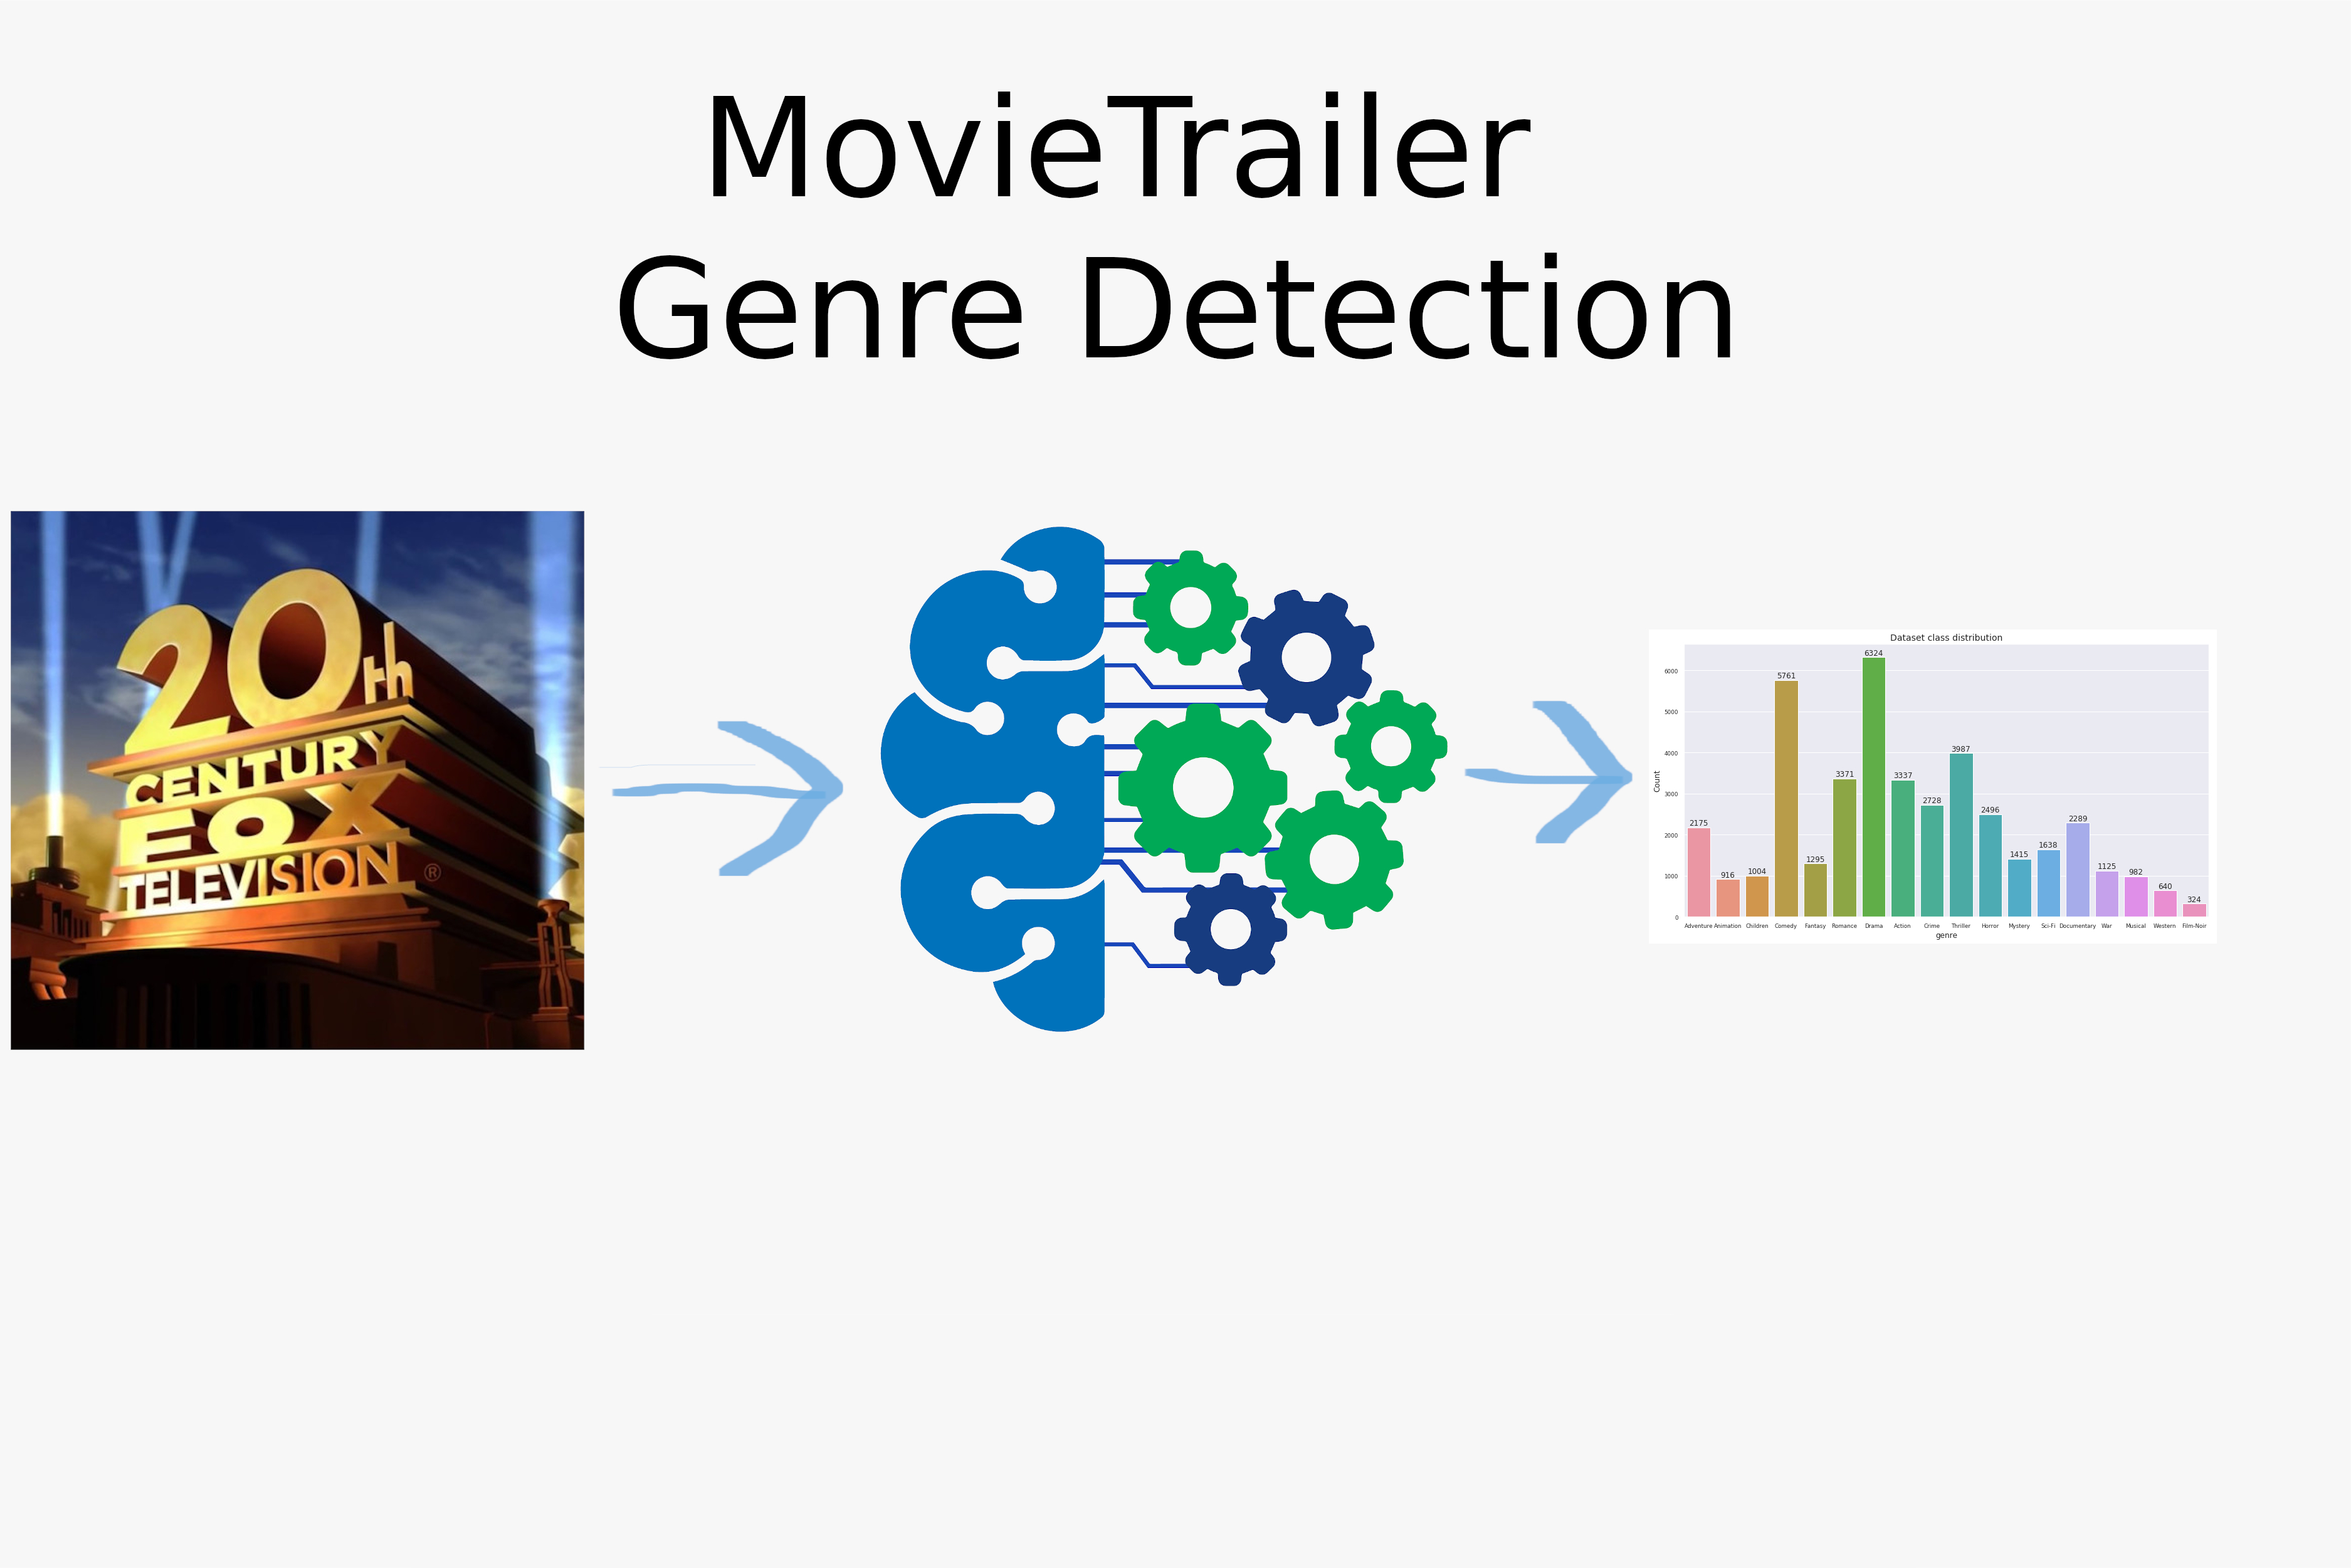 MovieTrailer
Genre Detection
20th
CENTURY
FOX
TELEVISION
®
Dataset class distribution
Count
6000
5000
4000
3000
2000
1000
0
2175
916
1004
5761
1295
3371
6324
3337
2728
3987
2496
1415
1638
2289
1125
982
640
324
Adventure Animation Children Comedy Fantasy Romance Drama Action Crime Thriller Horror Mystery Sci-Fi Documentary War Musical Western Film-Noir
genre